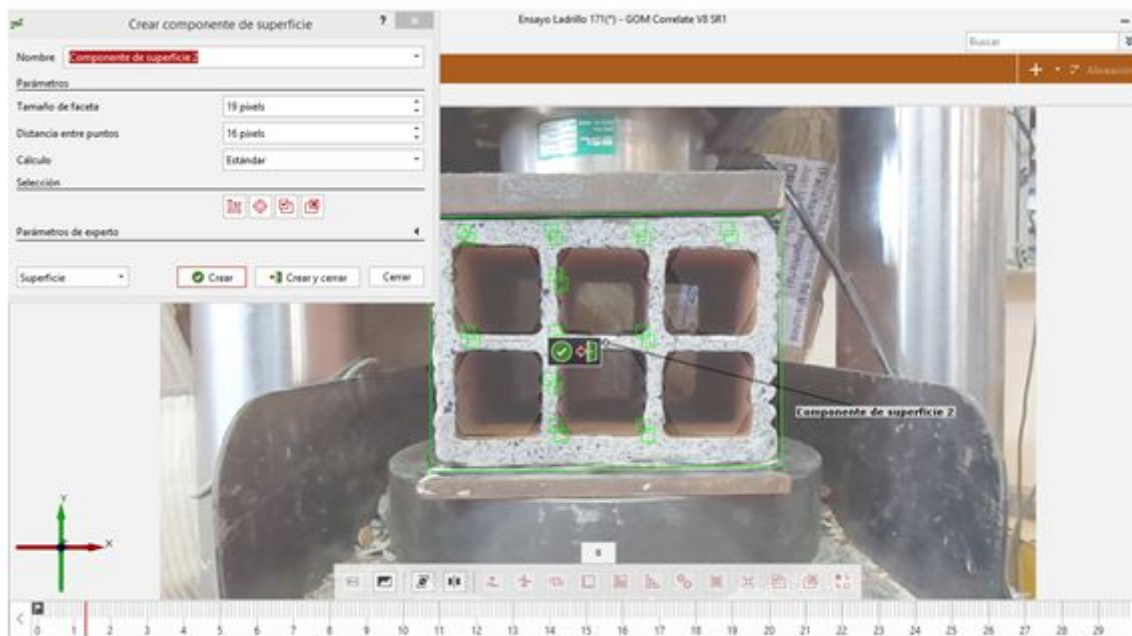 Crear componente de superficie ?
Ensayo Ladrillo 171(*) - GOM Correlate V8 SR1
Nombre Componente de superficie 2
Buscar
Parámetros
Alineación
Tamaño de faceta 19 pixels
Distancia entre puntos 16 pixels
Cálculo Estándar
Selección
Parámetros de experto
Superficie Crear Crear y cerrar Cerrar
Componente de superficie 2
Y
X
0 1 2 3 4 5 6 7 8 9 10 11 12 13 14 15 16 17 18 19 20 21 22 23 24 25 26 27 28 29